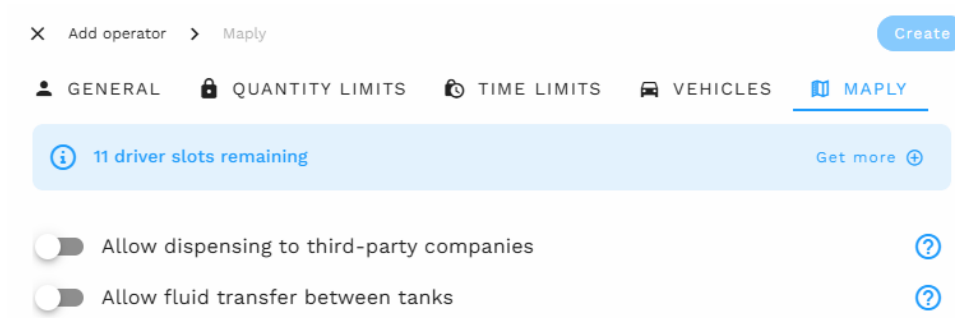 Add operator > Maply
Create
GENERAL QUANTITY LIMITS TIME LIMITS VEHICLES MAPLY
11 driver slots remaining
Get more
Allow dispensing to third-party companies
Allow fluid transfer between tanks